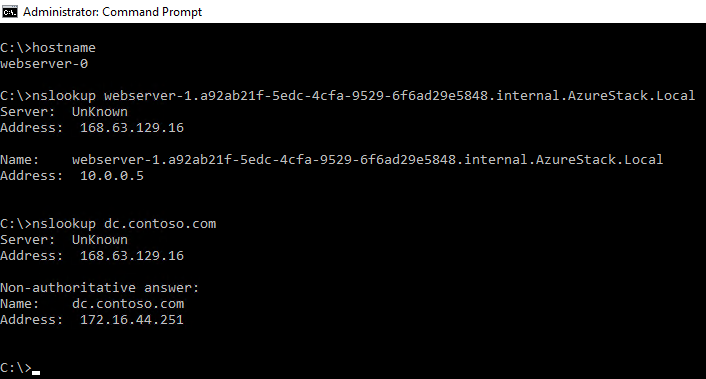 Administrator: Command Prompt
C:\>hostname
webserver-0
C:\>nslookup webserver-1.a92ab21f-5edc-4cfa-9529-6f6ad29e5848.internal.AzureStack.Local
Server:  UnKnown
Address:  168.63.129.16
Name:    webserver-1.a92ab21f-5edc-4cfa-9529-6f6ad29e5848.internal.AzureStack.Local
Address:  10.0.0.5
C:\>nslookup dc.contoso.com
Server:  UnKnown
Address:  168.63.129.16
Non-authoritative answer:
Name:    dc.contoso.com
Address:  172.16.44.251
C:\>